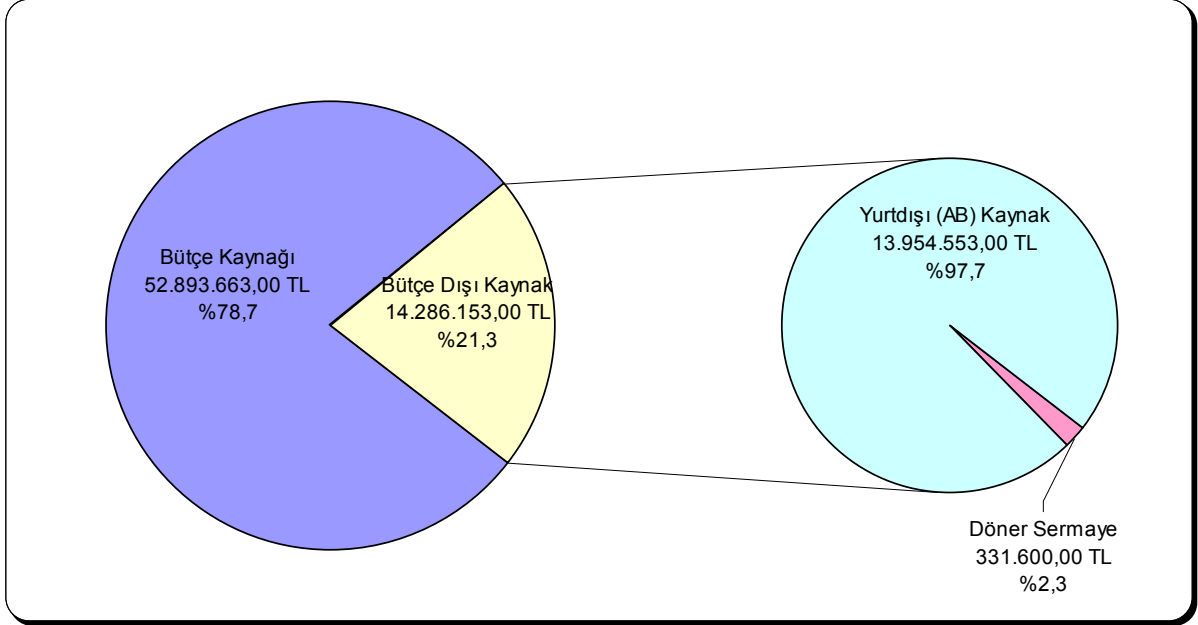 Bütçe Kaynağı
52.893.663,00 TL
%78,7
Bütçe Dışı Kaynak
14.286.153,00 TL
%21,3
Yurtdışı (AB) Kaynak
13.954.553,00 TL
%97,7
Döner Sermaye
331.600,00 TL
%2,3